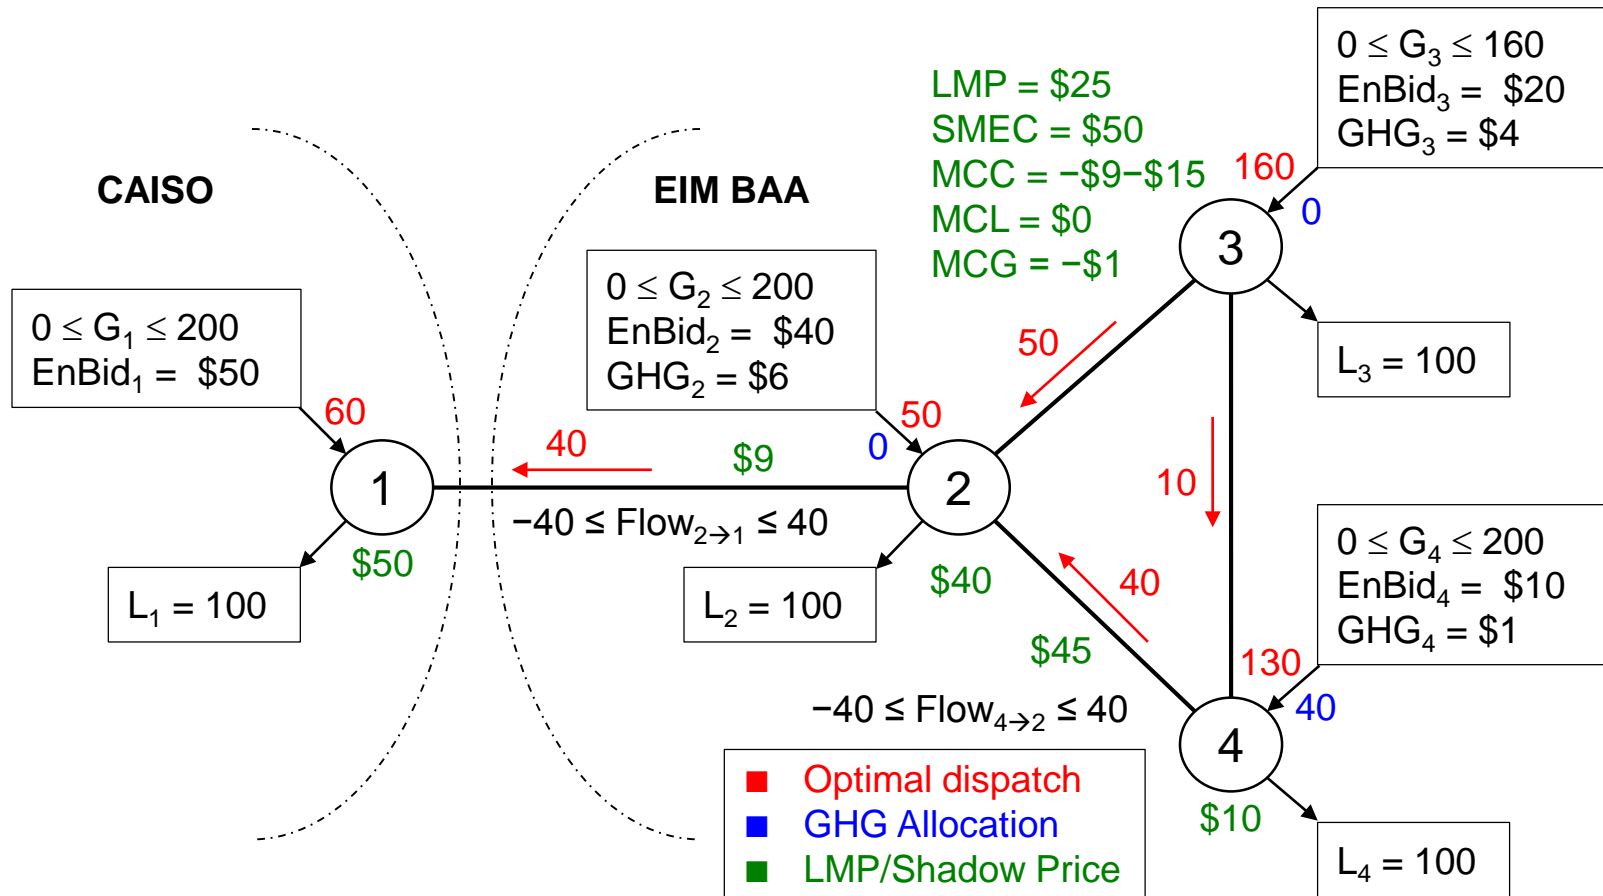 0 ≤ G₃ ≤ 160
EnBid₃ = $20
GHG₃ = $4
LMP = $25
SMEC = $50
MCC = −$9−$15
MCL = $0
MCG = −$1
160
0
3
CAISO
EIM BAA
0 ≤ G₁ ≤ 200
EnBid₁ = $50
60
0 ≤ G₂ ≤ 200
EnBid₂ = $40
GHG₂ = $6
50
0
50
L₃ = 100
40
$9
1
2
10
−40 ≤ Flow₂→₁ ≤ 40
$50
L₁ = 100
$40
L₂ = 100
40
$45
0 ≤ G₄ ≤ 200
EnBid₄ = $10
GHG₄ = $1
130
40
−40 ≤ Flow₄→₂ ≤ 40
4
$10
L₄ = 100
Optimal dispatch
GHG Allocation
LMP/Shadow Price